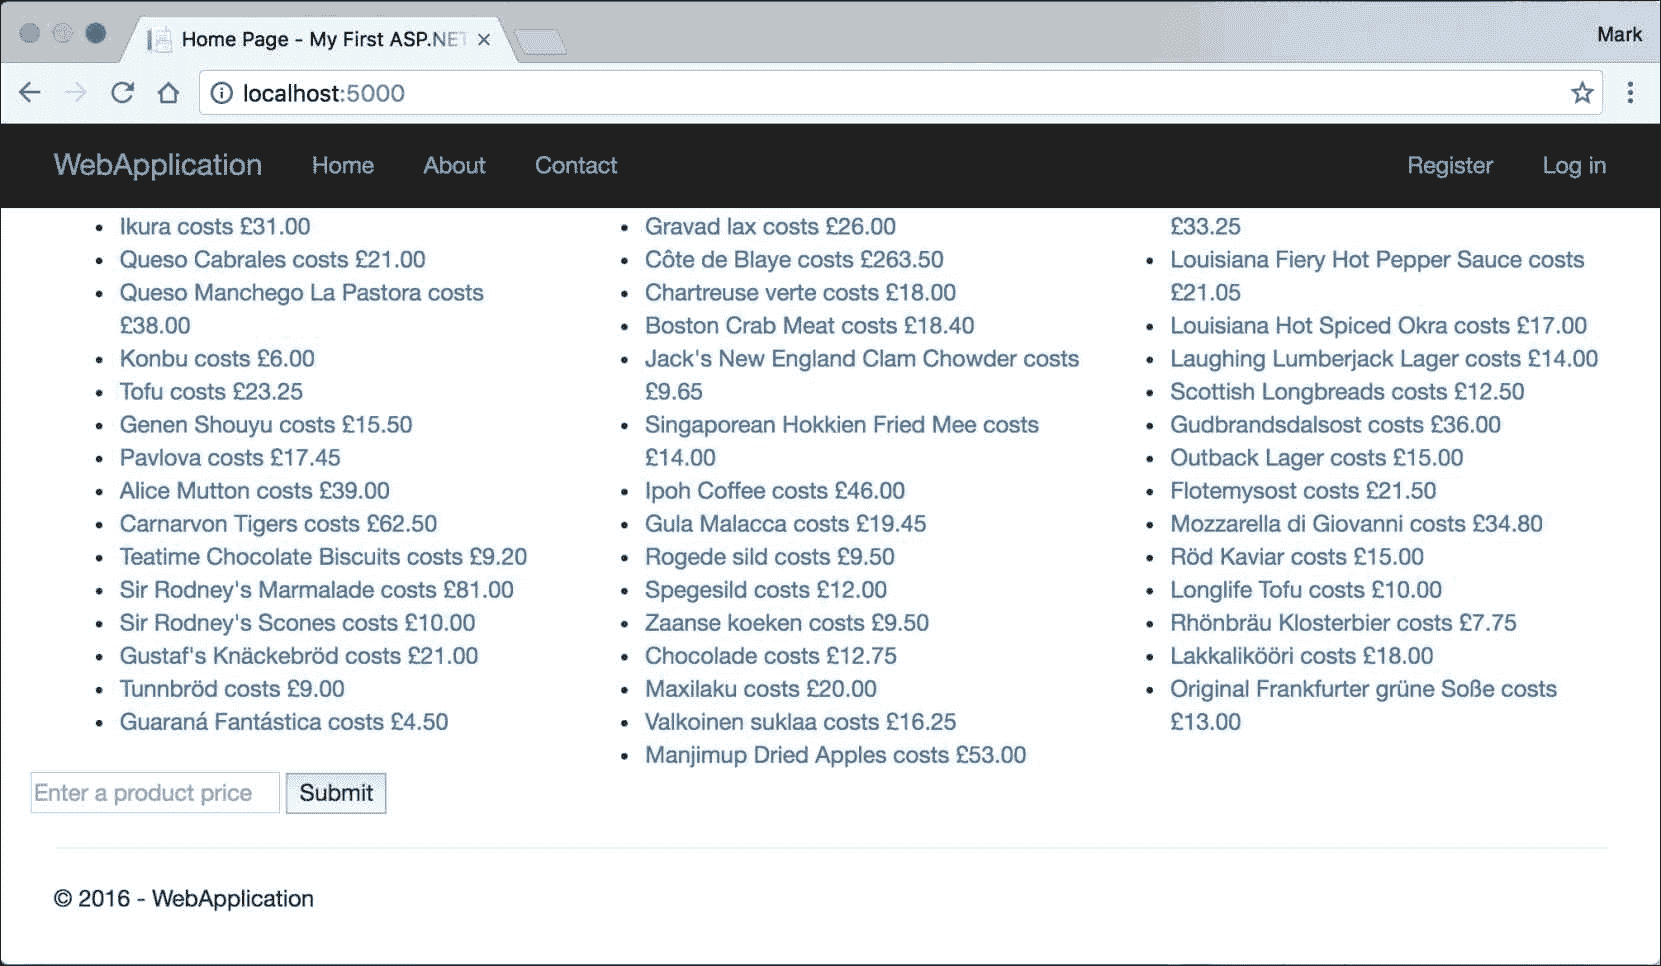 Home Page - My First ASP.NET
Mark
localhost:5000
WebApplication Home About Contact Register Log in
Ikura costs £31.00
Queso Cabrales costs £21.00
Queso Manchego La Pastora costs
£38.00
Konbu costs £6.00
Tofu costs £23.25
Genen Shouyu costs £15.50
Pavlova costs £17.45
Alice Mutton costs £39.00
Carnarvon Tigers costs £62.50
Teatime Chocolate Biscuits costs £9.20
Sir Rodney's Marmalade costs £81.00
Sir Rodney's Scones costs £10.00
Gustaf's Knäckebröd costs £21.00
Tunnbröd costs £9.00
Guaraná Fantástica costs £4.50
Gravad lax costs £26.00
Côte de Blaye costs £263.50
Chartreuse verte costs £18.00
Boston Crab Meat costs £18.40
Jack's New England Clam Chowder costs
£9.65
Singaporean Hokkien Fried Mee costs
£14.00
Ipoh Coffee costs £46.00
Gula Malacca costs £19.45
Rogede sild costs £9.50
Spegesild costs £12.00
Zaanse koeken costs £9.50
Chocolade costs £12.75
Maxilaku costs £20.00
Valkoinen suklaa costs £16.25
Manjimup Dried Apples costs £53.00
£33.25
Louisiana Fiery Hot Pepper Sauce costs
£21.05
Louisiana Hot Spiced Okra costs £17.00
Laughing Lumberjack Lager costs £14.00
Scottish Longbreads costs £12.50
Gudbrandsdalsost costs £36.00
Outback Lager costs £15.00
Flotemysost costs £21.50
Mozzarella di Giovanni costs £34.80
Röd Kaviar costs £15.00
Longlife Tofu costs £10.00
Rhönbräu Klosterbier costs £7.75
Lakkalikööri costs £18.00
Original Frankfurter grüne Soße costs
£13.00
Enter a product price Submit
© 2016 - WebApplication